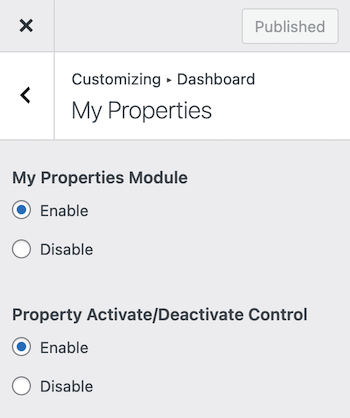 Published
Customizing ▸ Dashboard
My Properties
My Properties Module
Enable
Disable
Property Activate/Deactivate Control
Enable
Disable